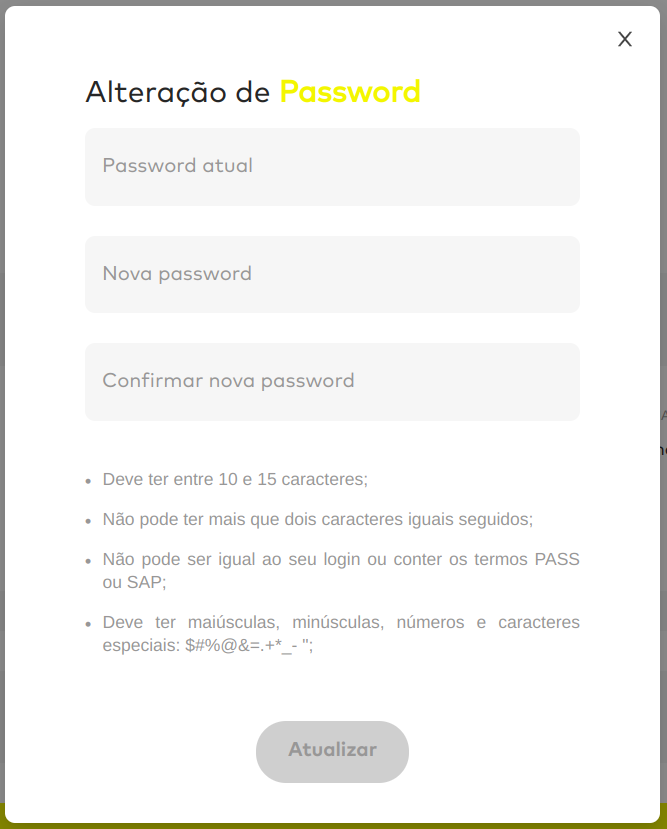 X
Alteração de Password
Password atual
Nova password
Confirmar nova password
• Deve ter entre 10 e 15 caracteres;
• Não pode ter mais que dois caracteres iguais seguidos;
• Não pode ser igual ao seu login ou conter os termos PASS
ou SAP;
• Deve ter maiúsculas, minúsculas, números e caracteres
especiais: $#%@&=.+*_- ";
Atualizar